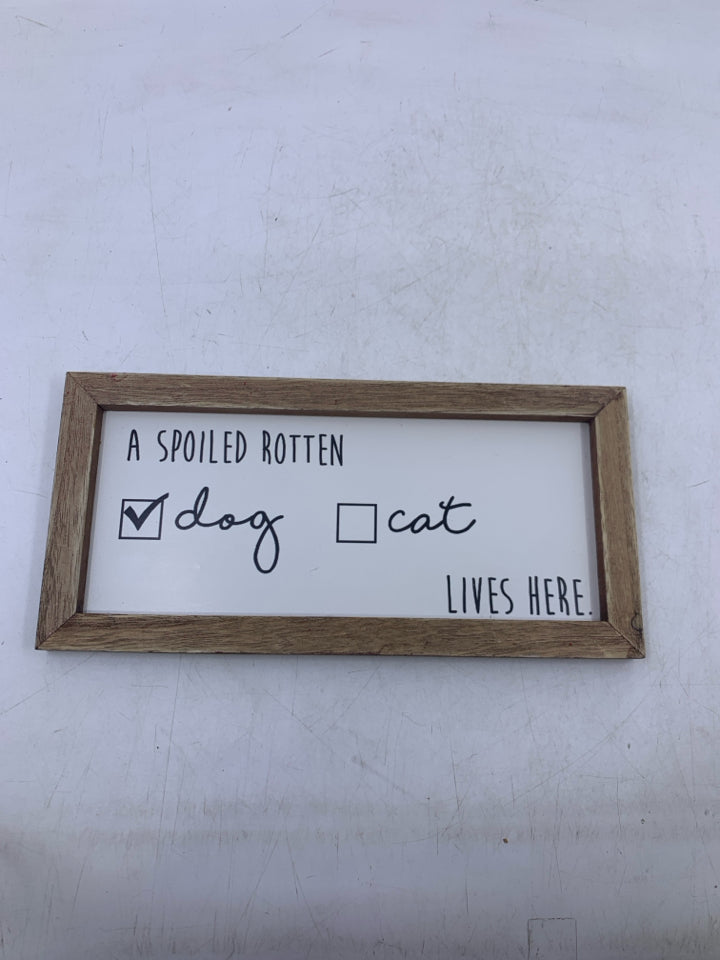 A SPOILED ROTTEN
☑ dog ☐ cat
LIVES HERE.